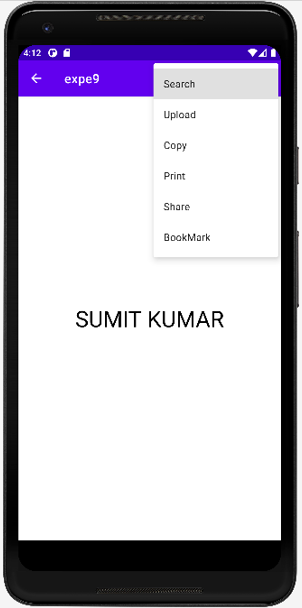 4:12
expe9
Search
Upload
Copy
Print
Share
BookMark
SUMIT KUMAR